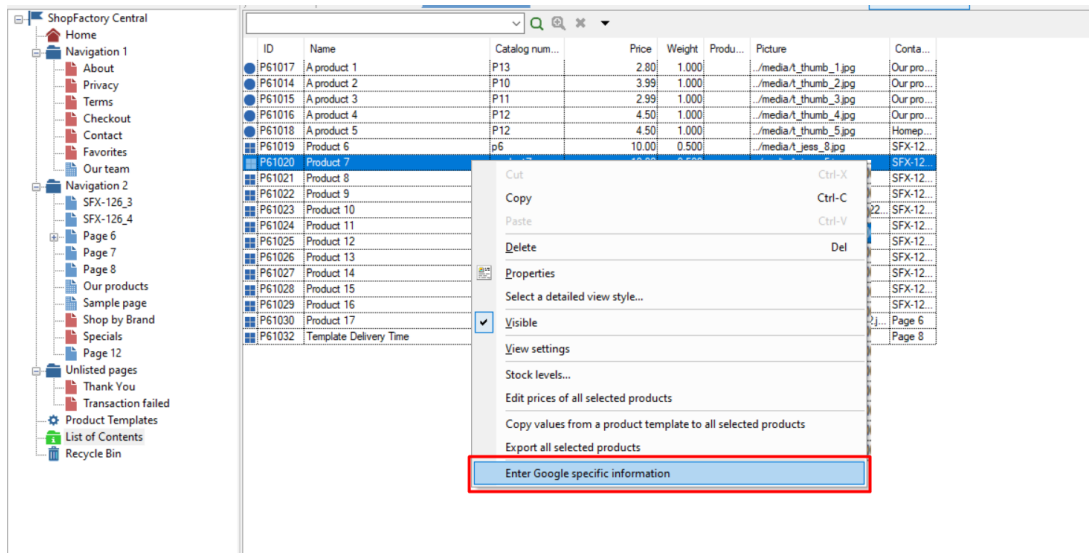 ShopFactory Central
Home
Navigation 1
About
Privacy
Terms
Checkout
Contact
Favorites
Our team
Navigation 2
SFX-126_3
SFX-126_4
Page 6
Page 7
Page 8
Our products
Sample page
Shop by Brand
Specials
Page 12
Unlisted pages
Thank You
Transaction failed
Product Templates
List of Contents
Recycle Bin
ID Name Catalog num... Price Weight Produ... Picture Conta...
P61017 A product 1 P13 2.80 1.000 ../media/t_thumb_1.jpg Our pro...
P61014 A product 2 P10 3.99 1.000 ../media/t_thumb_2.jpg Our pro...
P61015 A product 3 P11 2.99 1.000 ../media/t_thumb_3.jpg Our pro...
P61016 A product 4 P12 4.50 1.000 ../media/t_thumb_4.jpg Our pro...
P61018 A product 5 P12 4.50 1.000 ../media/t_thumb_5.jpg Homep...
P61019 Product 6 p6 10.00 0.500 ../media/t_jess_8.jpg SFX-12...
P61020 Product 7 SFX-12...
P61021 Product 8 SFX-12...
P61022 Product 9 SFX-12...
P61023 Product 10 22... SFX-12...
P61024 Product 11 SFX-12...
P61025 Product 12 SFX-12...
P61026 Product 13 SFX-12...
P61027 Product 14 SFX-12...
P61028 Product 15 SFX-12...
P61029 Product 16 SFX-12...
P61030 Product 17 Page 6
P61032 Template Delivery Time Page 8
Cut Ctrl-X
Copy Ctrl-C
Paste Ctrl-V
Delete Del
Properties
Select a detailed view style...
Visible
View settings
Stock levels...
Edit prices of all selected products
Copy values from a product template to all selected products
Export all selected products
Enter Google specific information